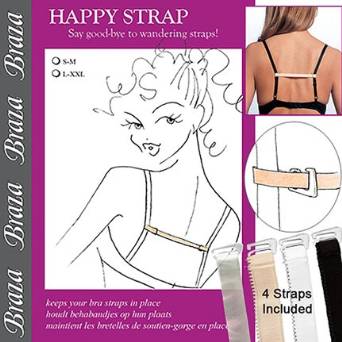 HAPPY STRAP
Say good-bye to wandering straps!
S-M
L-XXL
Braza
Braza
Braza
Braza
keeps your bra straps in place
houdt behabandjes op hun plaats
maintient les bretelles de soutien-gorge en place
4 Straps
Included